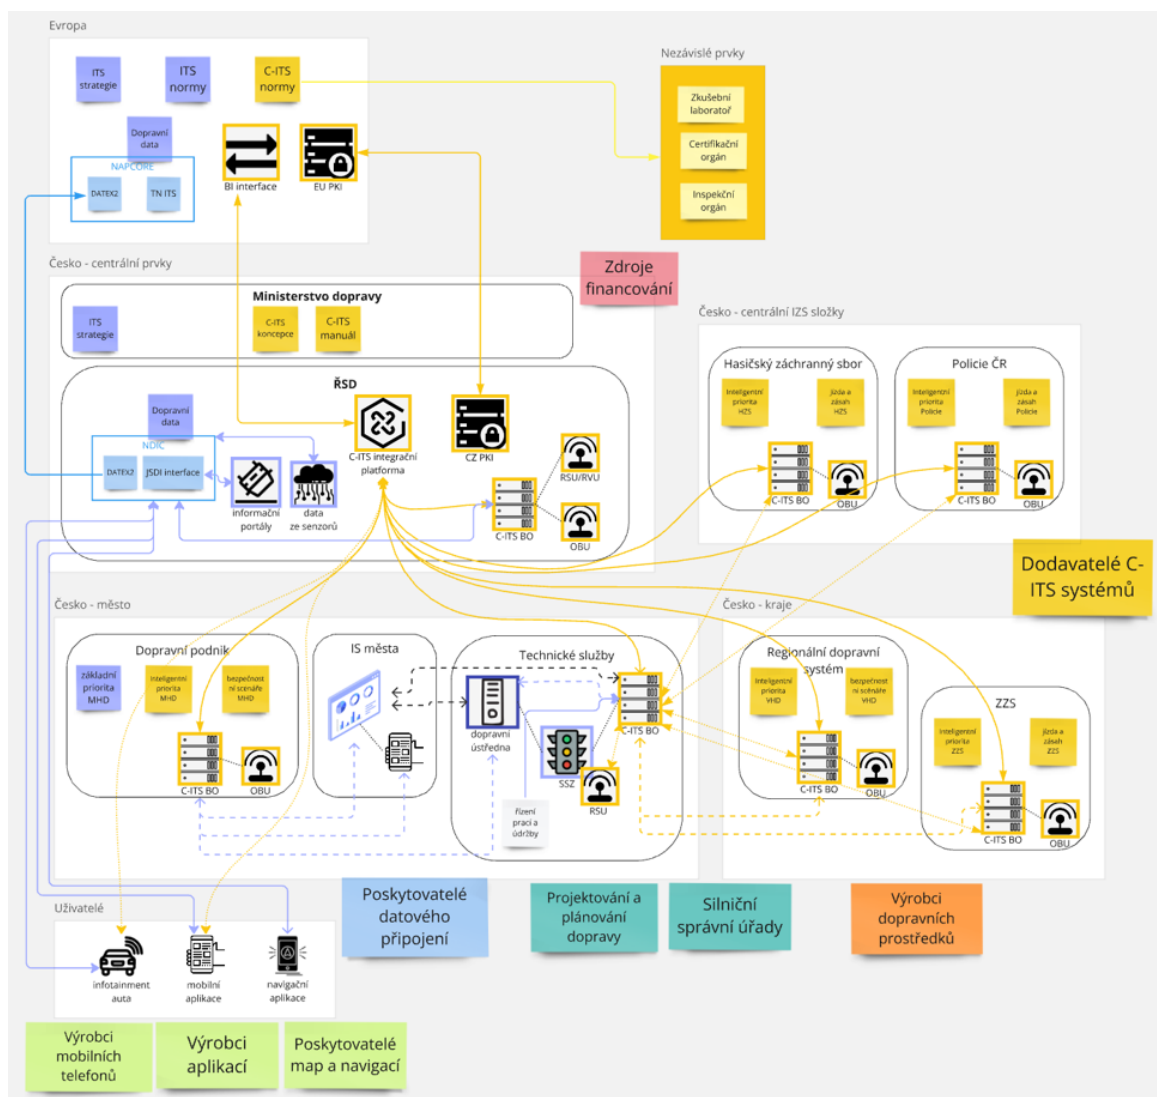 Evropa
ITS
strategie
ITS
normy
C-ITS
normy
Dopravní
data
NAPCORE
DATEX2
TN ITS
BI interface
EU PKI
Nezávislé prvky
Zkušební
laboratoř
Certifikační
orgán
Inspekční
orgán
Česko - centrální prvky
Zdroje
financování
Ministerstvo dopravy
ITS
strategie
C-ITS
koncepce
C-ITS
manuál
ŘSD
Dopravní
data
NDIC
DATEX2
JSDI interface
informační
portály
data
ze senzorů
C-ITS integrační
platforma
CZ PKI
RSU/RVU
C-ITS BO
OBU
Česko - centrální IZS složky
Hasičský záchranný sbor
Inteligentní
priorita
HZS
Jízda a
zásah
HZS
C-ITS BO
OBU
Policie ČR
Inteligentní
priorita
Policie
Jízda a
zásah
Policie
C-ITS BO
OBU
Dodavatelé C-
ITS systémů
Česko - město
Dopravní podnik
základní
priorita
MHD
Inteligentní
priorita
MHD
bezpečnost
ní scénáře
MHD
C-ITS BO
OBU
IS města
Technické služby
dopravní
ústředna
SSZ
RSU
C-ITS BO
řízení
prací a
údržby
Česko - kraje
Regionální dopravní
systém
Inteligentní
priorita
VHD
bezpečnost
ní scénáře
VHD
C-ITS BO
OBU
ZZS
Inteligentní
priorita
ZZS
Jízda a
zásah
ZZS
C-ITS BO
OBU
Poskytovatelé
datového
připojení
Projektování a
plánování
dopravy
Silniční
správní úřady
Výrobci
dopravních
prostředků
Uživatelé
infotainment
auta
mobilní
aplikace
navigační
aplikace
Výrobci
mobilních
telefonů
Výrobci
aplikací
Poskytovatelé
map a navigací